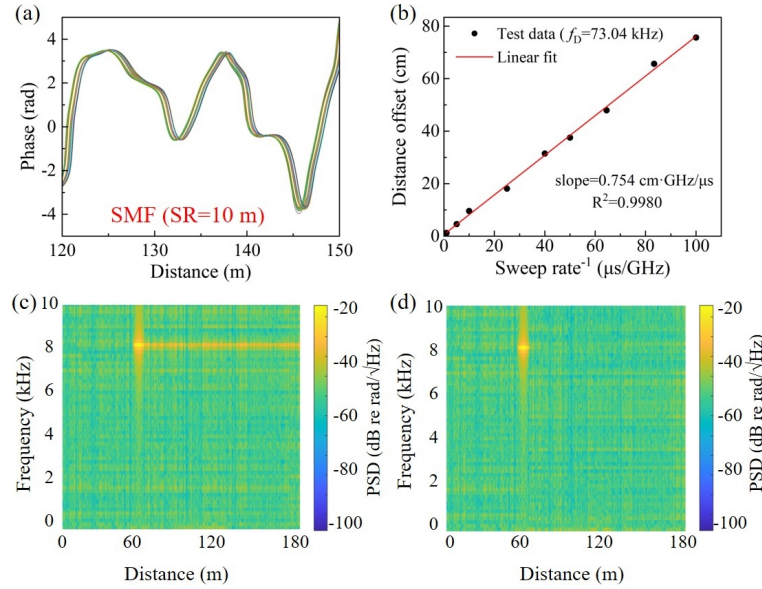 (a)
Phase (rad)
4
2
0
-2
-4
SMF (SR=10 m)
120
130
140
150
Distance (m)
(b)
Distance offset (cm)
80
60
40
20
0
Test data (f_D=73.04 kHz)
Linear fit
slope=0.754 cm·GHz/μs
R²=0.9980
0
20
40
60
80
100
Sweep rate⁻¹ (μs/GHz)
(c)
Frequency (kHz)
10
8
6
4
2
0
0
60
120
180
Distance (m)
-20
-40
-60
-80
-100
PSD (dB re rad/√Hz)
(d)
Frequency (kHz)
10
8
6
4
2
0
0
60
120
180
Distance (m)
-20
-40
-60
-80
-100
PSD (dB re rad/√Hz)